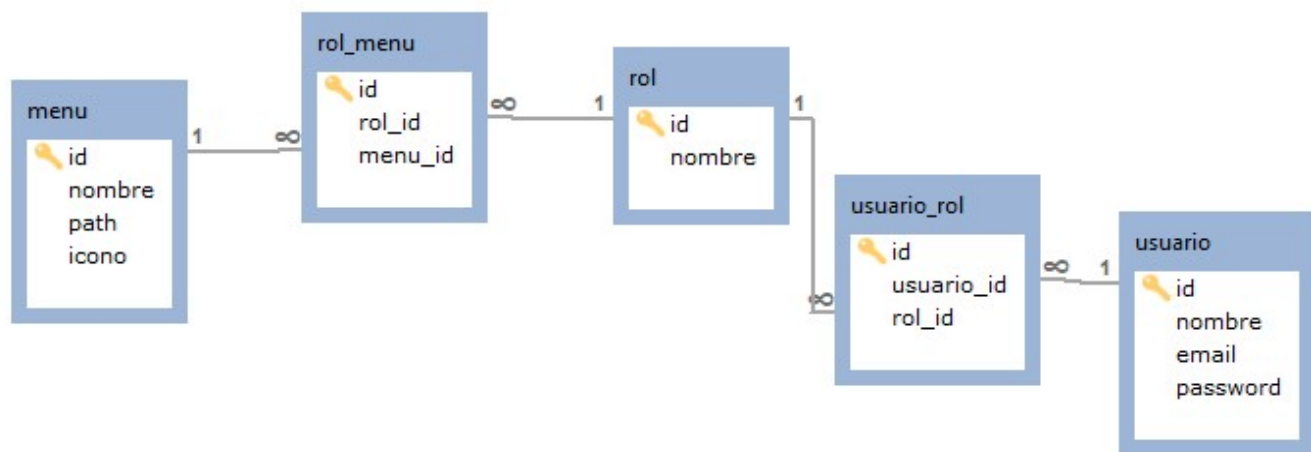 menu
id
nombre
path
icono
1
∞
rol_menu
id
rol_id
menu_id
∞
1
rol
id
nombre
1
∞
usuario_rol
id
usuario_id
rol_id
∞
1
usuario
id
nombre
email
password